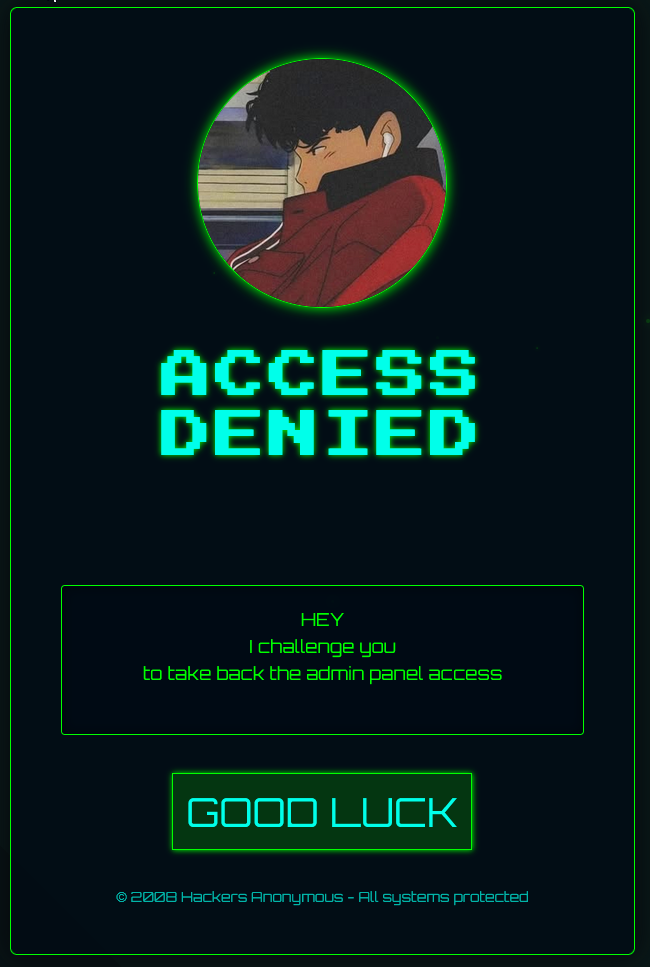 ACCESS
DENIED
HEY
I challenge you
to take back the admin panel access
GOOD LUCK
© 2008 Hackers Anonymous - All systems protected